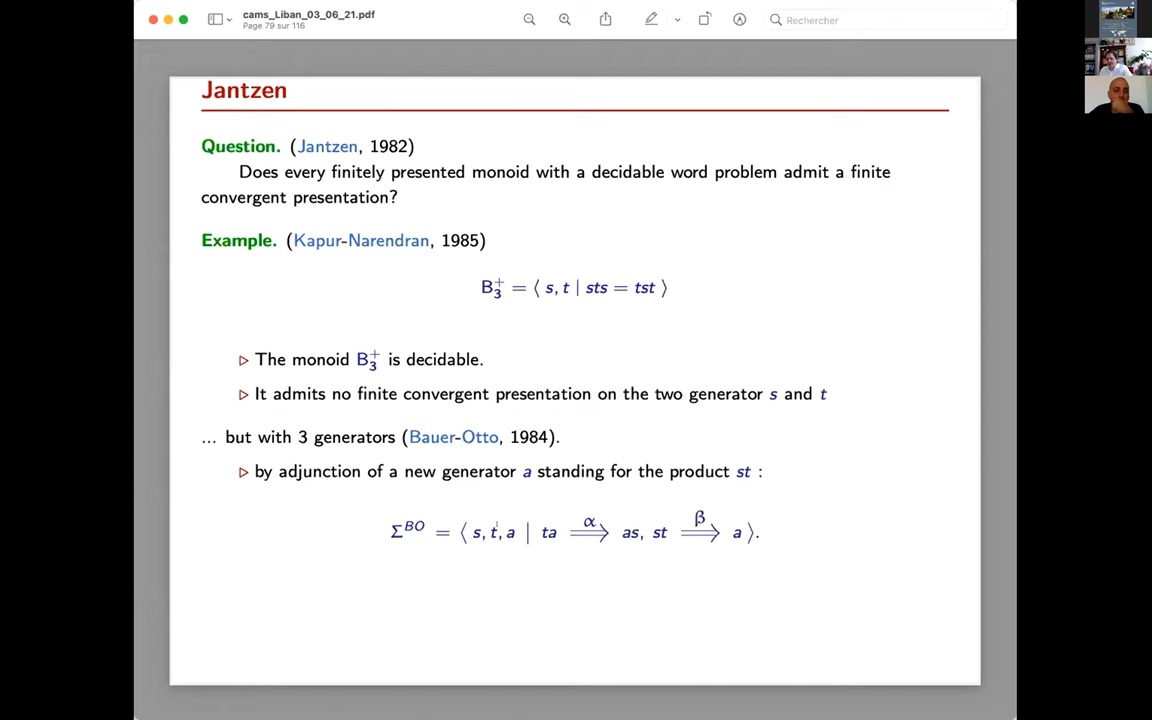 cams_Liban_03_06_21.pdf
Page 79 sur 116
Rechercher
Jantzen
Question. (Jantzen, 1982)
Does every finitely presented monoid with a decidable word problem admit a finite
convergent presentation?
Example. (Kapur-Narendran, 1985)
B₃⁺ = ⟨ s, t | sts = tst ⟩
▷ The monoid B₃⁺ is decidable.
▷ It admits no finite convergent presentation on the two generator s and t
... but with 3 generators (Bauer-Otto, 1984).
▷ by adjunction of a new generator a standing for the product st :
Σ^BO = ⟨ s, t, a | ta ⟹^α as, st ⟹^β a ⟩.